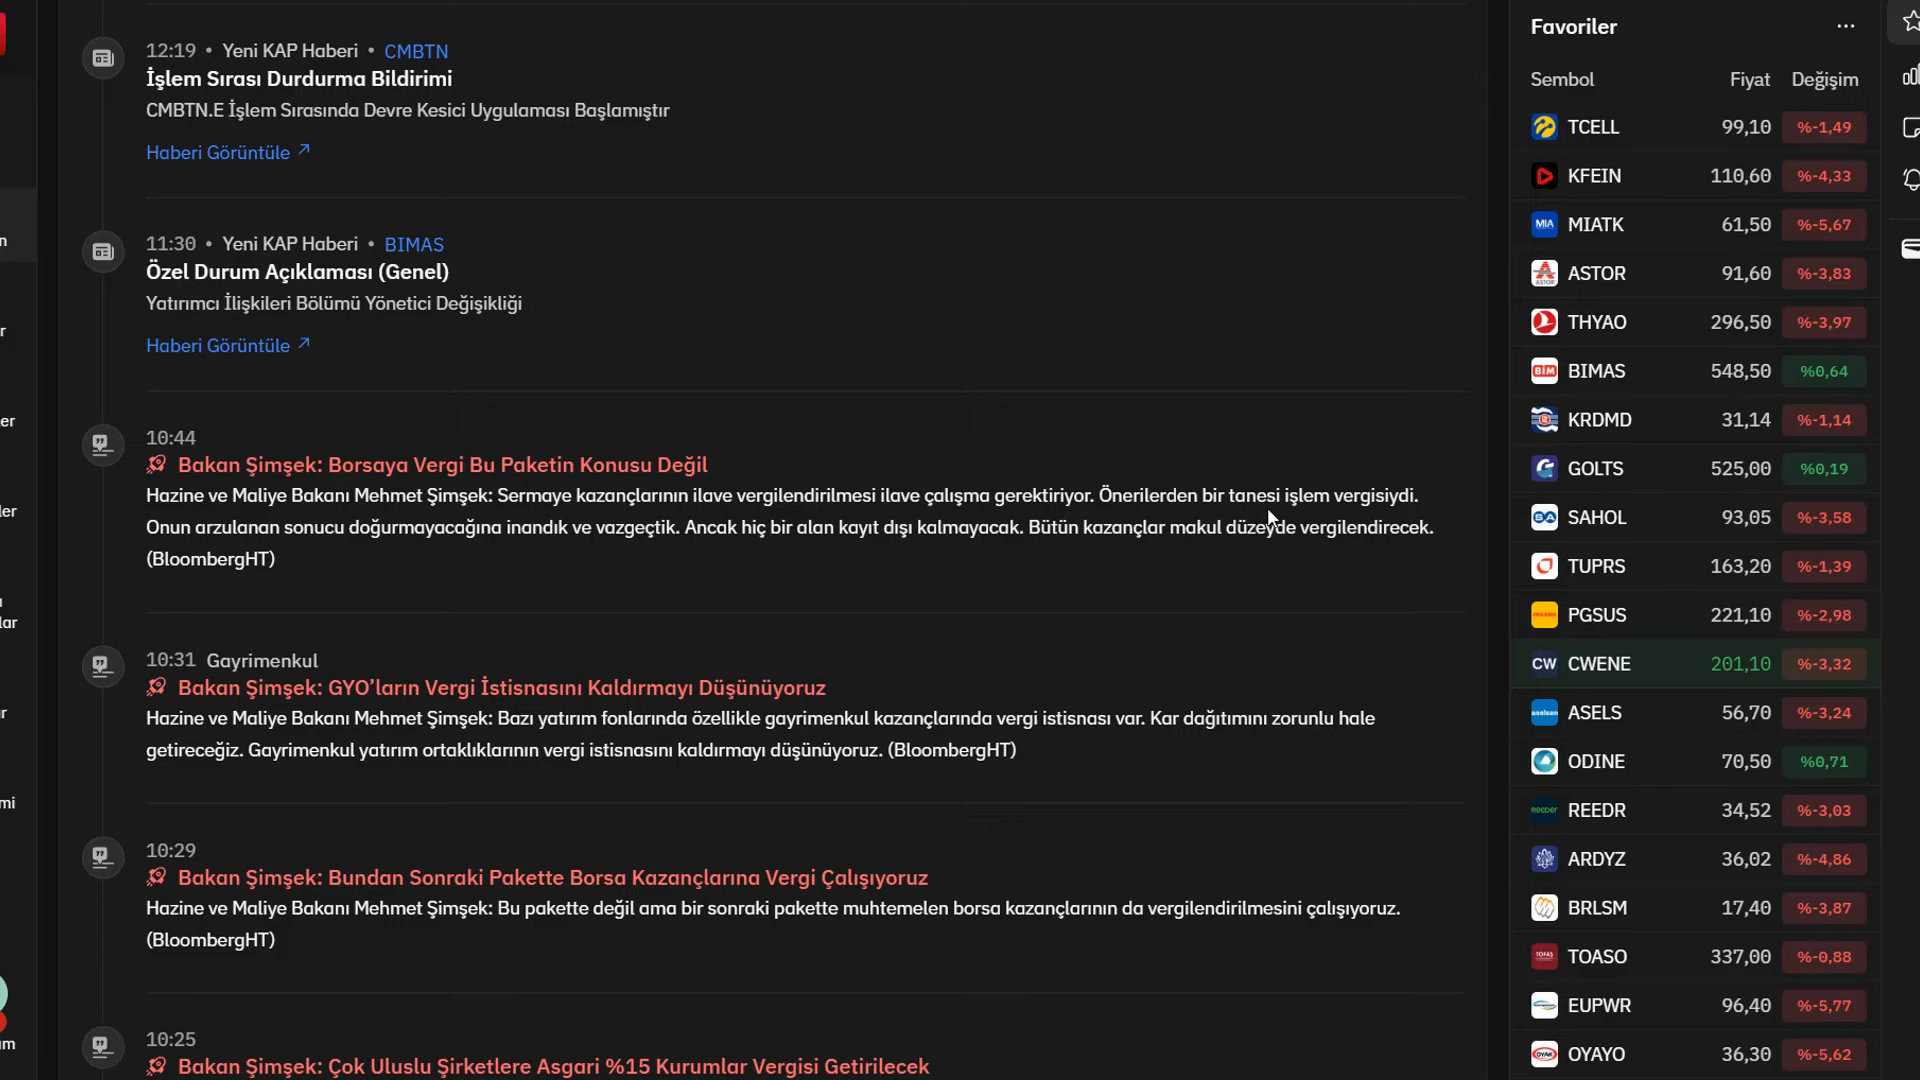 12:19 • Yeni KAP Haberi • CMBTN
İşlem Sırası Durdurma Bildirimi
CMBTN.E İşlem Sırasında Devre Kesici Uygulaması Başlamıştır
Haberi Görüntüle
11:30 • Yeni KAP Haberi • BIMAS
Özel Durum Açıklaması (Genel)
Yatırımcı İlişkileri Bölümü Yönetici Değişikliği
Haberi Görüntüle
10:44
Bakan Şimşek: Borsaya Vergi Bu Paketin Konusu Değil
Hazine ve Maliye Bakanı Mehmet Şimşek: Sermaye kazançlarının ilave vergilendirilmesi ilave çalışma gerektiriyor. Önerilerden bir tanesi işlem vergisiydi.
Onun arzulanan sonucu doğurmayacağına inandık ve vazgeçtik. Ancak hiç bir alan kayıt dışı kalmayacak. Bütün kazançlar makul düzeyde vergilendirecek.
(BloombergHT)
10:31 Gayrimenkul
Bakan Şimşek: GYO’ların Vergi İstisnasını Kaldırmayı Düşünüyoruz
Hazine ve Maliye Bakanı Mehmet Şimşek: Bazı yatırım fonlarında özellikle gayrimenkul kazançlarında vergi istisnası var. Kar dağıtımını zorunlu hale
getireceğiz. Gayrimenkul yatırım ortaklıklarının vergi istisnasını kaldırmayı düşünüyoruz. (BloombergHT)
10:29
Bakan Şimşek: Bundan Sonraki Pakette Borsa Kazançlarına Vergi Çalışıyoruz
Hazine ve Maliye Bakanı Mehmet Şimşek: Bu pakette değil ama bir sonraki pakette muhtemelen borsa kazançlarının da vergilendirilmesini çalışıyoruz.
(BloombergHT)
10:25
Bakan Şimşek: Çok Uluslu Şirketlere Asgari %15 Kurumlar Vergisi Getirilecek
Favoriler
Sembol Fiyat Değişim
TCELL 99,10 %-1,49
KFEIN 110,60 %-4,33
MIATK 61,50 %-5,67
ASTOR 91,60 %-3,83
THYAO 296,50 %-3,97
BIMAS 548,50 %0,64
KRDMD 31,14 %-1,14
GOLTS 525,00 %0,19
SAHOL 93,05 %-3,58
TUPRS 163,20 %-1,39
PGSUS 221,10 %-2,98
CW CWENE 201,10 %-3,32
ASELS 56,70 %-3,24
ODINE 70,50 %0,71
REEDR 34,52 %-3,03
ARDYZ 36,02 %-4,86
BRLSM 17,40 %-3,87
TOASO 337,00 %-0,88
EUPWR 96,40 %-5,77
OYAYO 36,30 %-5,62